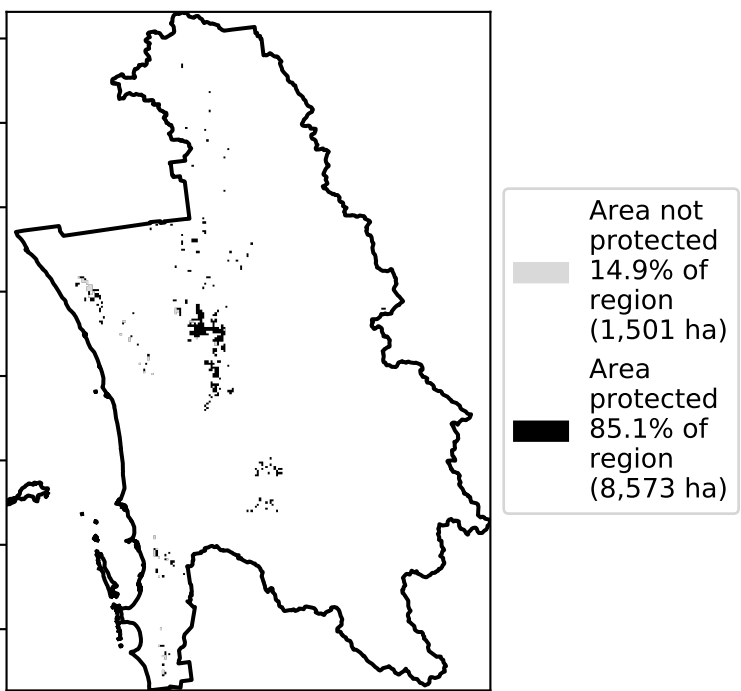 Area not
protected
14.9% of
region
(1,501 ha)
Area
protected
85.1% of
region
(8,573 ha)